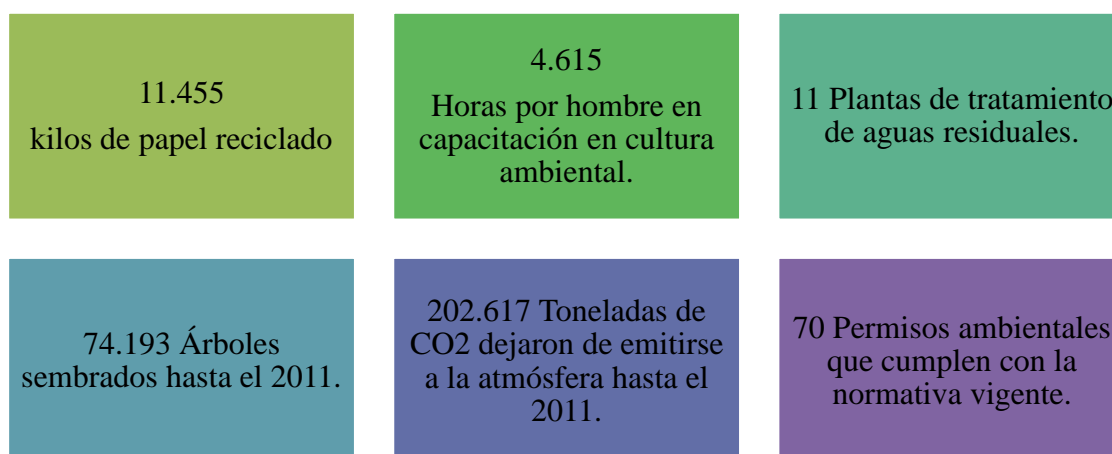 11.455
kilos de papel reciclado
4.615
Horas por hombre en
capacitación en cultura
ambiental.
11 Plantas de tratamiento
de aguas residuales.
74.193 Árboles
sembrados hasta el 2011.
202.617 Toneladas de
CO2 dejaron de emitirse
a la atmósfera hasta el
2011.
70 Permisos ambientales
que cumplen con la
normativa vigente.